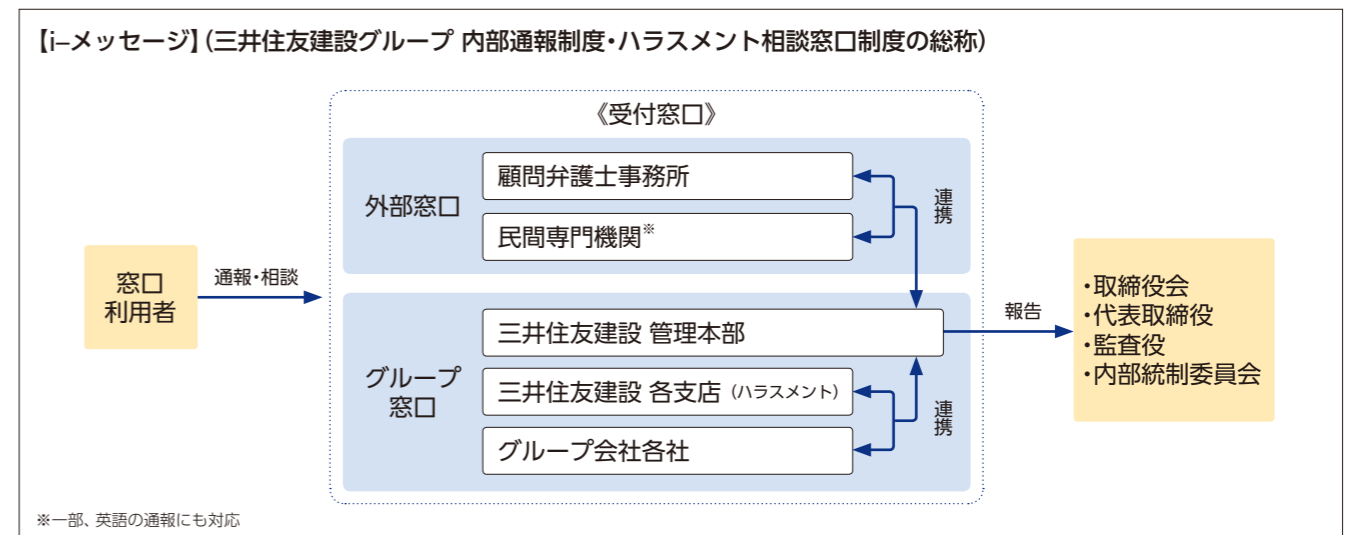 【i–メッセージ】(三井住友建設グループ 内部通報制度・ハラスメント相談窓口制度の総称)
《受付窓口》
外部窓口
顧問弁護士事務所
民間専門機関※
連携
窓口
利用者
通報・相談
グループ
窓口
三井住友建設 管理本部
三井住友建設 各支店 (ハラスメント)
グループ会社各社
連携
報告
・取締役会
・代表取締役
・監査役
・内部統制委員会
※一部、英語の通報にも対応